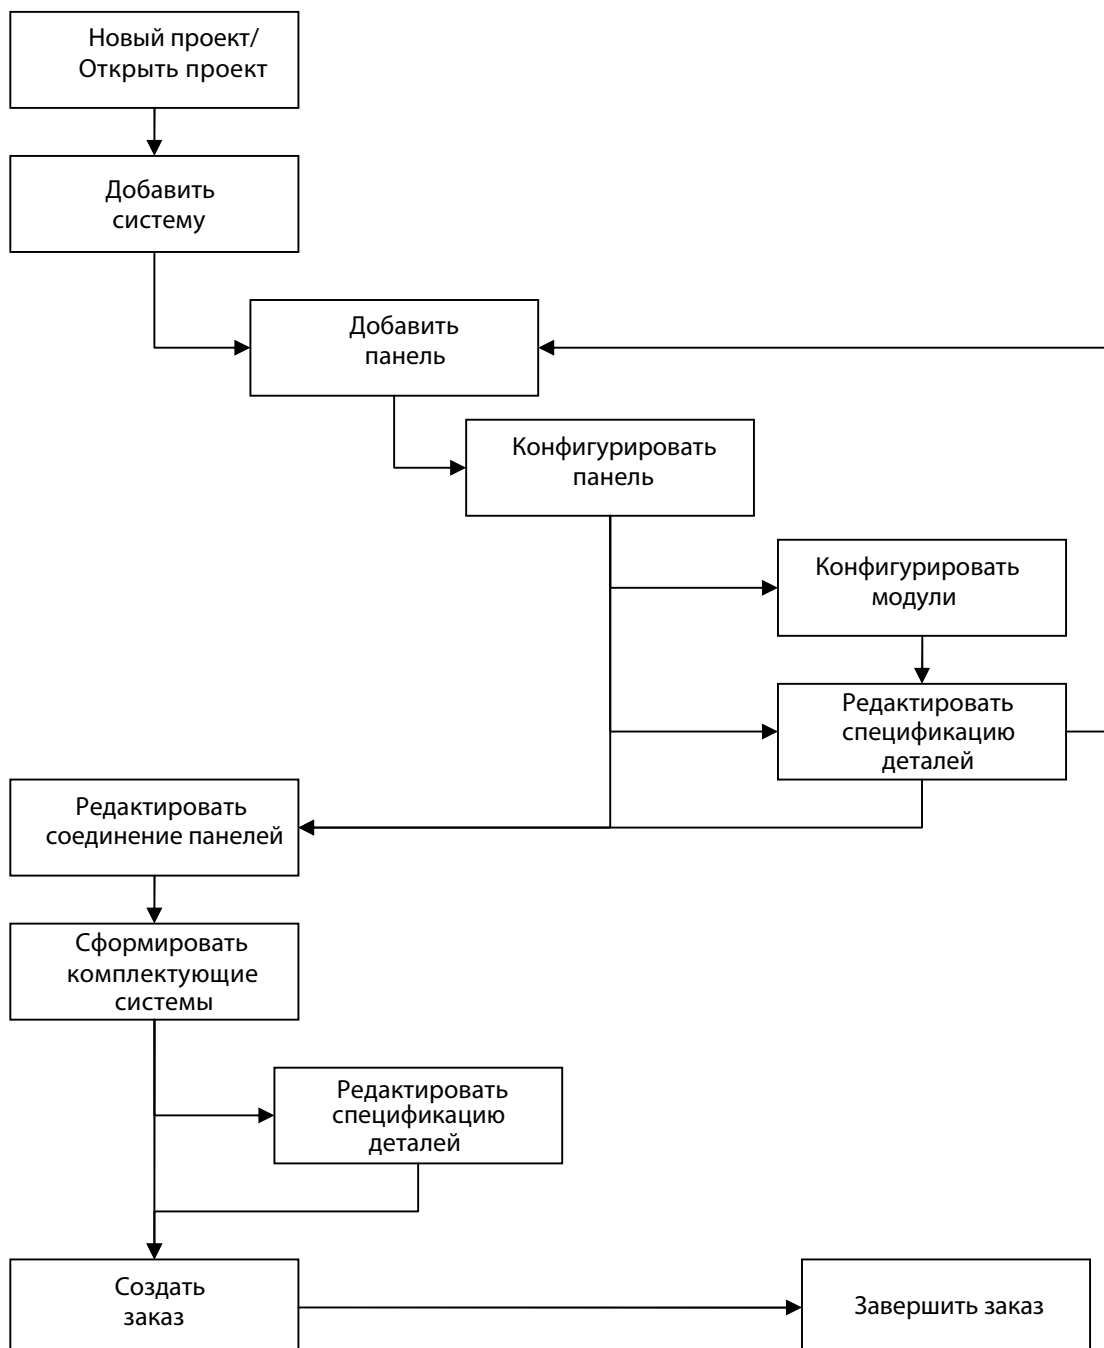 Новый проект/
Открыть проект
Добавить
систему
Добавить
панель
Конфигурировать
панель
Конфигурировать
модули
Редактировать
спецификацию
деталей
Редактировать
соединение панелей
Сформировать
комплектующие
системы
Редактировать
спецификацию
деталей
Создать
заказ
Завершить заказ